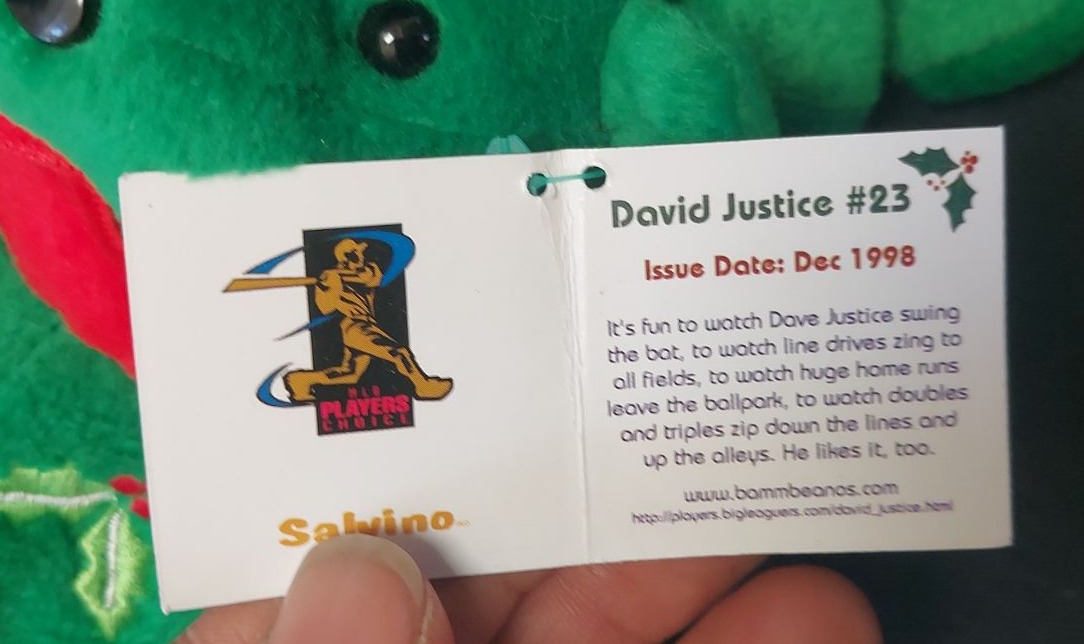 MLB
PLAYERS
CHOICE
Salvino
David Justice #23
Issue Date: Dec 1998
It's fun to watch Dave Justice swing
the bat, to watch line drives zing to
all fields, to watch huge home runs
leave the ballpark, to watch doubles
and triples zip down the lines and
up the alleys. He likes it, too.
www.bammbeanos.com
http://players.bigleaguers.com/david_justice.html